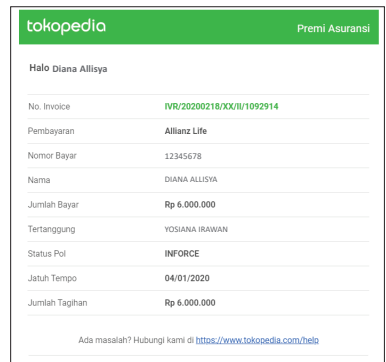 tokopedia Premi Asuransi
Halo Diana Allisya
No. Invoice IVR/20200218/XX/II/1092914
Pembayaran Allianz Life
Nomor Bayar 12345678
Nama DIANA ALLISYA
Jumlah Bayar Rp 6.000.000
Tertanggung YOSIANA IRAWAN
Status Pol INFORCE
Jatuh Tempo 04/01/2020
Jumlah Tagihan Rp 6.000.000
Ada masalah? Hubungi kami di https://www.tokopedia.com/help